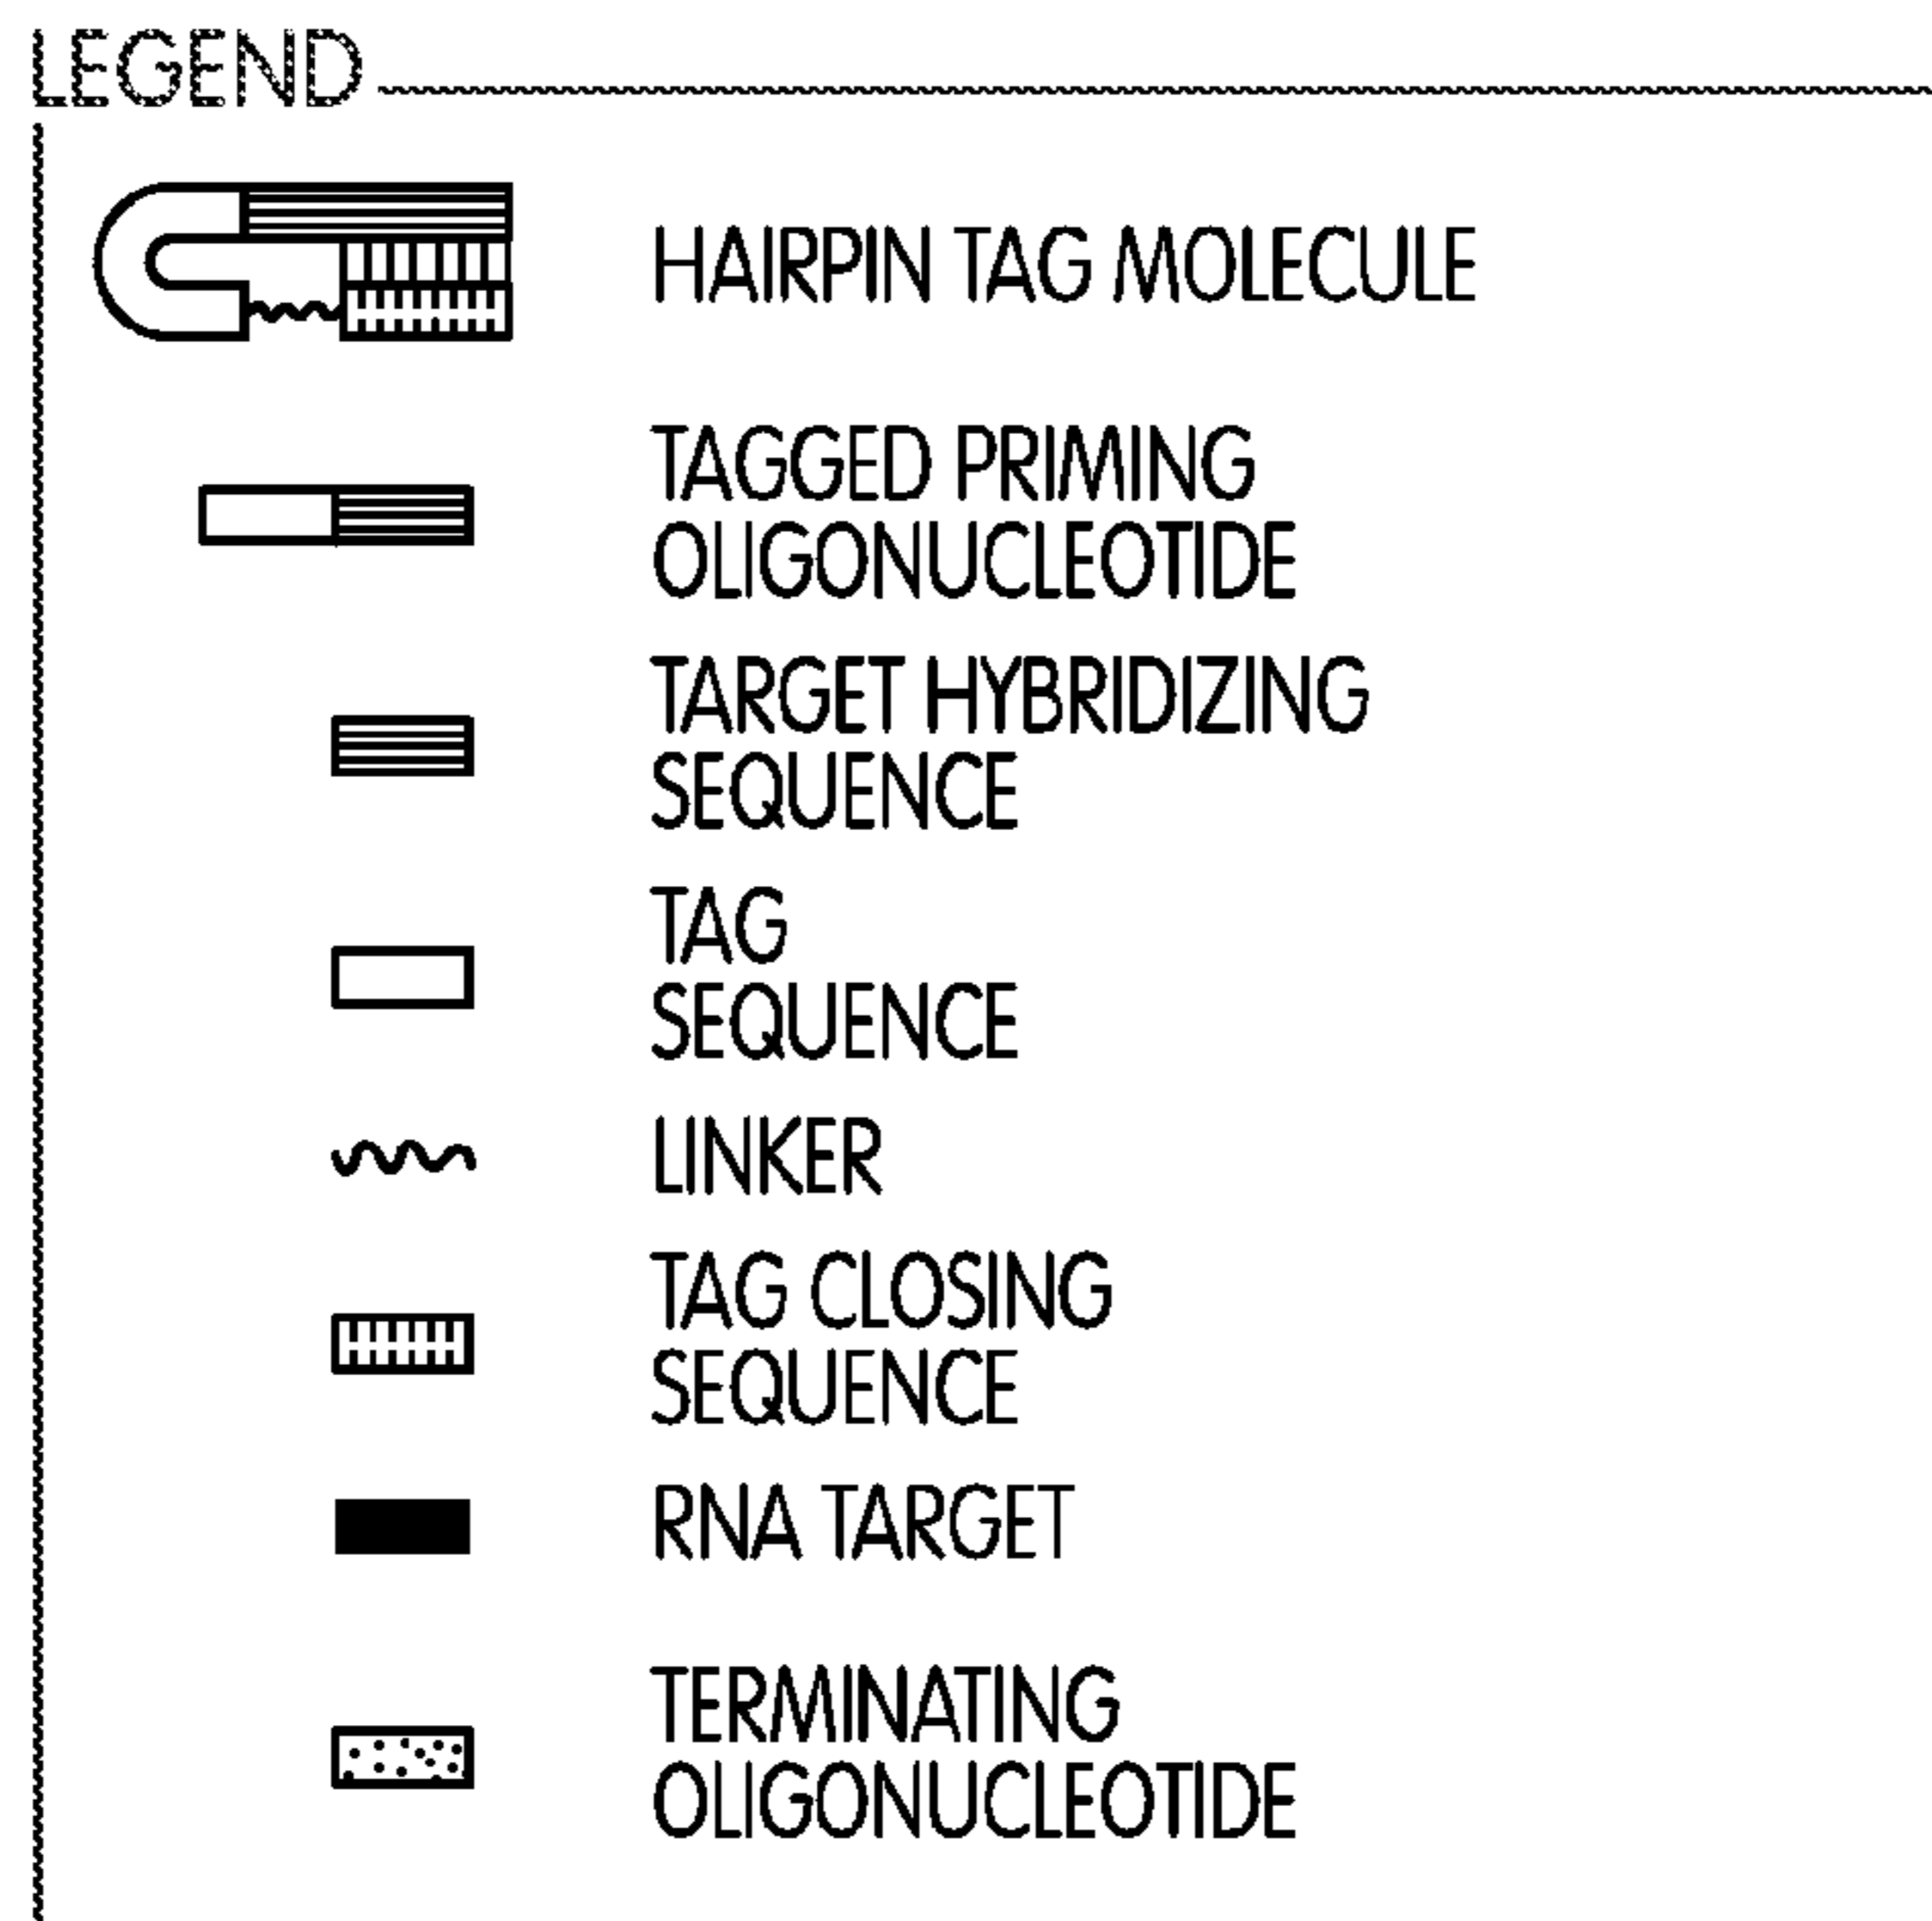 LEGEND
HAIRPIN TAG MOLECULE
TAGGED PRIMING
OLIGONUCLEOTIDE
TARGET HYBRIDIZING
SEQUENCE
TAG
SEQUENCE
LINKER
TAG CLOSING
SEQUENCE
RNA TARGET
TERMINATING
OLIGONUCLEOTIDE